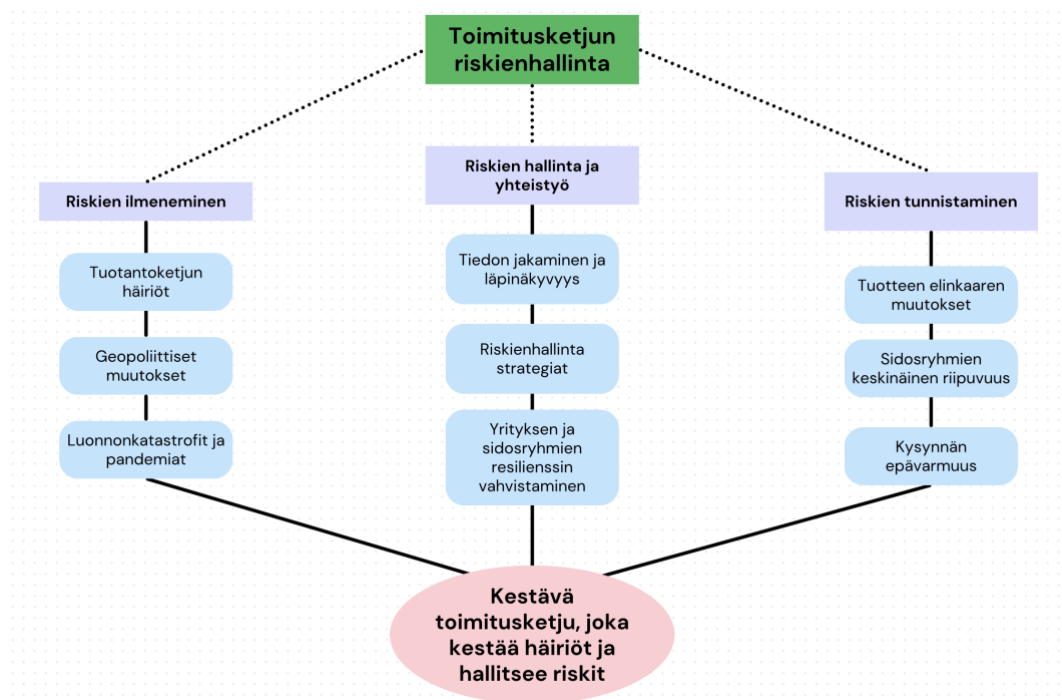 Toimitusketjun
riskienhallinta
Riskien ilmeneminen
Tuotantoketjun
häiriöt
Geopoliittiset
muutokset
Luonnonkatastrofit ja
pandemiat
Riskien hallinta ja
yhteistyö
Tiedon jakaminen ja
läpinäkyvyys
Riskienhallinta
strategiat
Yrityksen ja
sidosryhmien
resilienssin
vahvistaminen
Riskien tunnistaminen
Tuotteen elinkaaren
muutokset
Sidosryhmien
keskinäinen riipuvuus
Kysynnän
epävarmuus
Kestävä
toimitusketju, joka
kestää häiriöt ja
hallitsee riskit